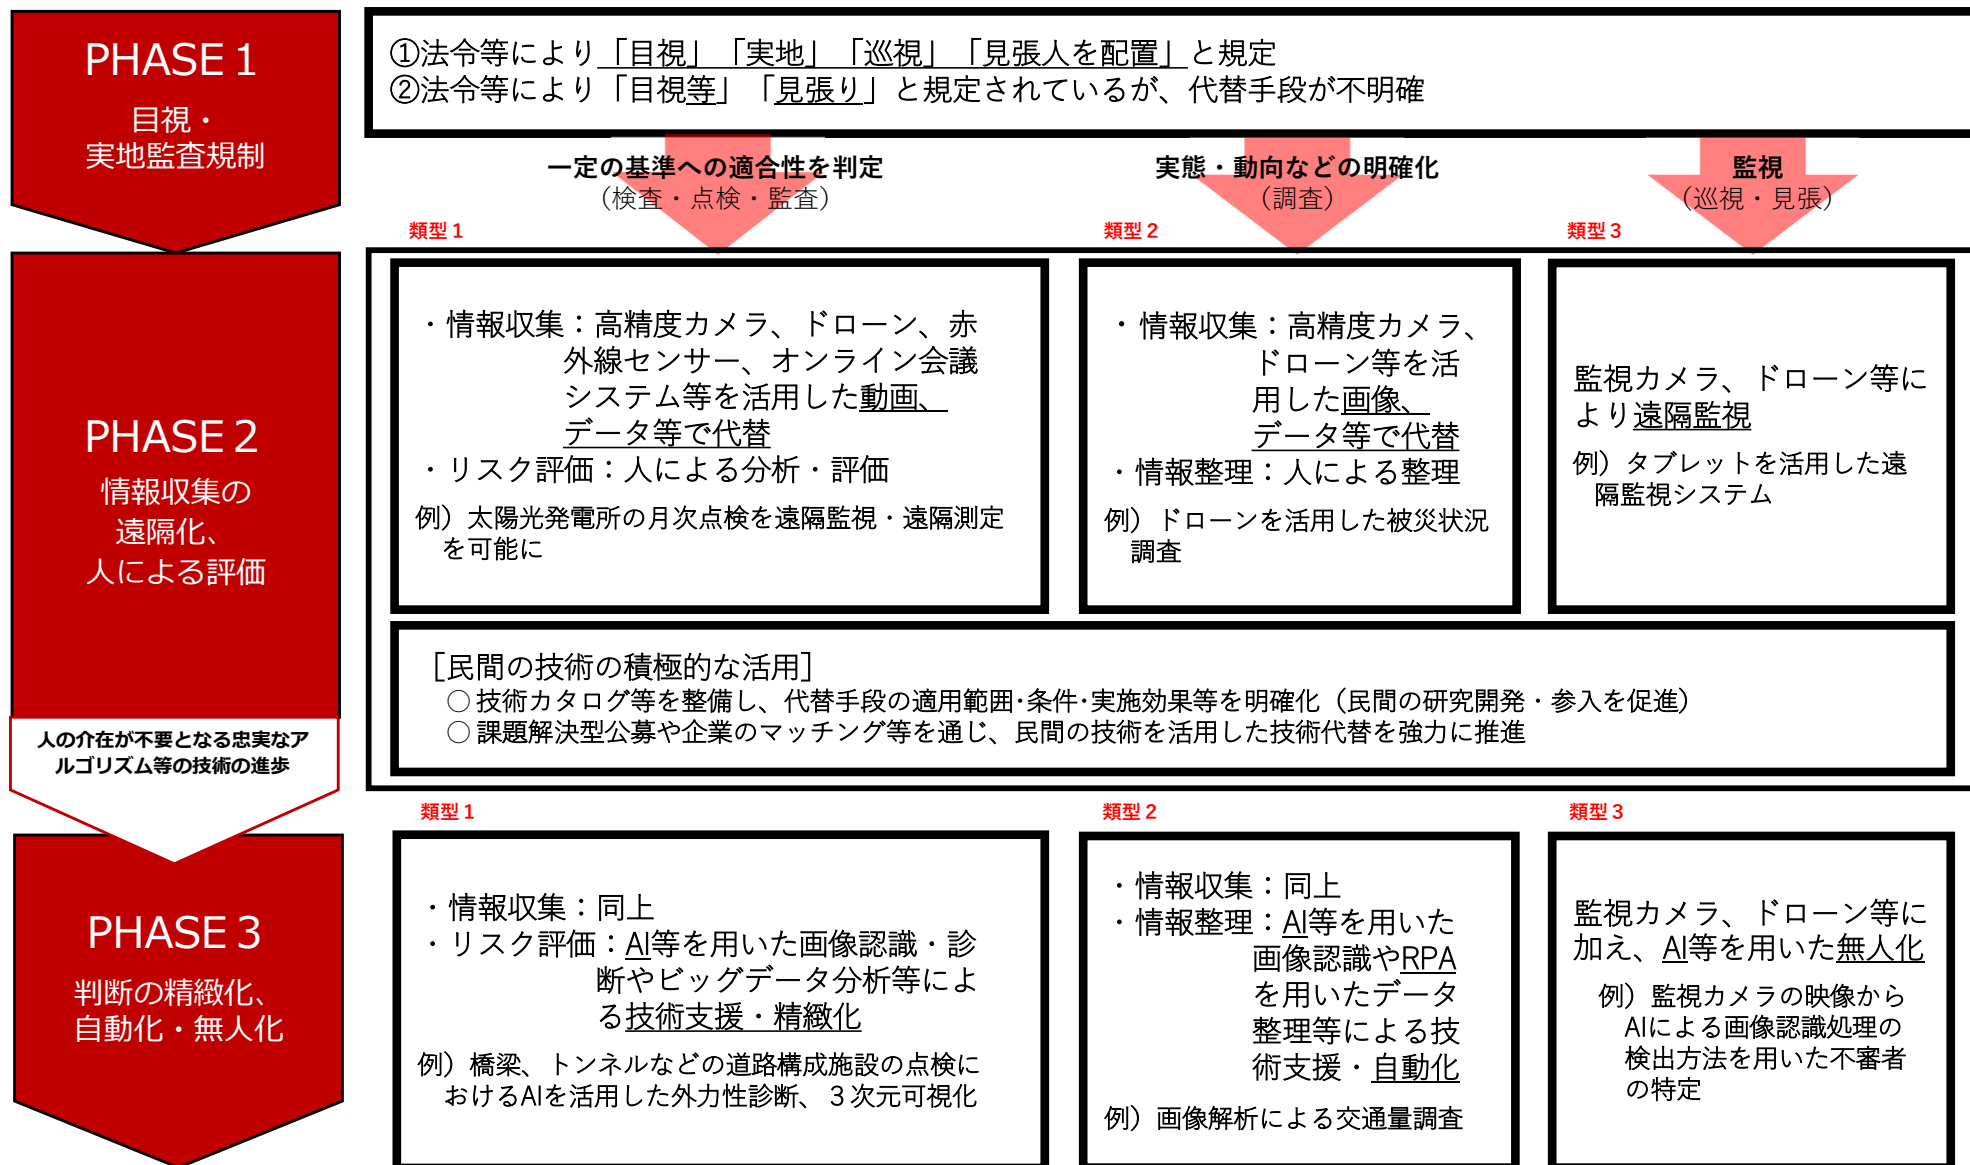 PHASE 1
目視・
実地監査規制
①法令等により「目視」「実地」「巡視」「見張人を配置」と規定
②法令等により「目視等」「見張り」と規定されているが、代替手段が不明確
一定の基準への適合性を判定
（検査・点検・監査）
実態・動向などの明確化
（調査）
監視
（巡視・見張）
類型1
類型2
類型3
PHASE 2
情報収集の
遠隔化、
人による評価
・情報収集：高精度カメラ、ドローン、赤
外線センサー、オンライン会議
システム等を活用した動画、
データ等で代替
・リスク評価：人による分析・評価
例）太陽光発電所の月次点検を遠隔監視・遠隔測定
を可能に
・情報収集：高精度カメラ、
ドローン等を活
用した画像、
データ等で代替
・情報整理：人による整理
例）ドローンを活用した被災状況
調査
監視カメラ、ドローン等に
より遠隔監視
例）タブレットを活用した遠
隔監視システム
［民間の技術の積極的な活用］
○技術カタログ等を整備し、代替手段の適用範囲・条件・実施効果等を明確化（民間の研究開発・参入を促進）
○課題解決型公募や企業のマッチング等を通じ、民間の技術を活用した技術代替を強力に推進
人の介在が不要となる忠実なア
ルゴリズム等の技術の進歩
類型1
類型2
類型3
PHASE 3
判断の精緻化、
自動化・無人化
・情報収集：同上
・リスク評価：AI等を用いた画像認識・診
断やビッグデータ分析等によ
る技術支援・精緻化
例）橋梁、トンネルなどの道路構成施設の点検に
おけるAIを活用した外力性診断、３次元可視化
・情報収集：同上
・情報整理：AI等を用いた
画像認識やRPA
を用いたデータ
整理等による技
術支援・自動化
例）画像解析による交通量調査
監視カメラ、ドローン等に
加え、AI等を用いた無人化
例）監視カメラの映像から
AIによる画像認識処理の
検出方法を用いた不審者
の特定